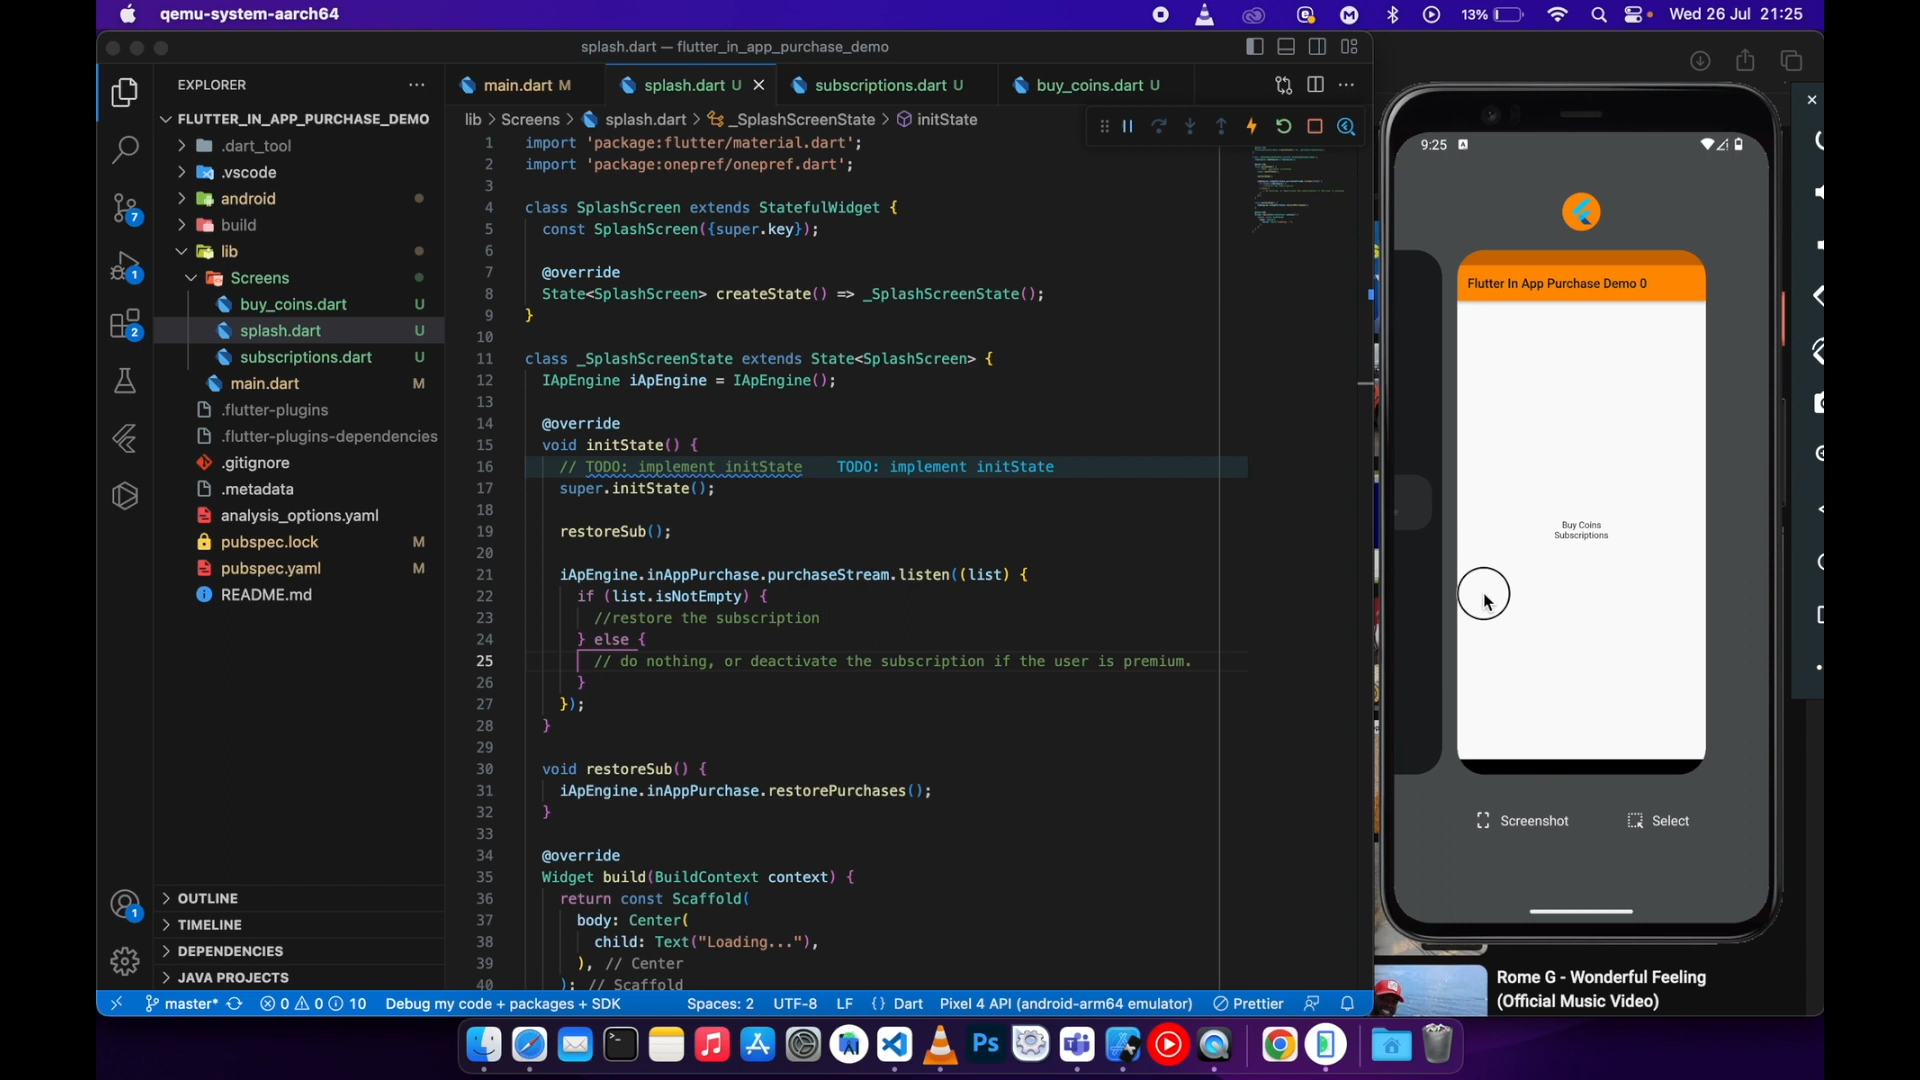 qemu-system-aarch64
13%
Wed 26 Jul 21:25
splash.dart — flutter_in_app_purchase_demo
EXPLORER
main.dart M
splash.dart U
subscriptions.dart U
buy_coins.dart U
FLUTTER_IN_APP_PURCHASE_DEMO
lib > Screens > splash.dart > _SplashScreenState > initState
.dart_tool
.vscode
android
build
lib
Screens
buy_coins.dart U
splash.dart U
subscriptions.dart U
main.dart M
.flutter-plugins
.flutter-plugins-dependencies
.gitignore
.metadata
analysis_options.yaml
pubspec.lock M
pubspec.yaml M
README.md
7
1
2
1
OUTLINE
TIMELINE
DEPENDENCIES
JAVA PROJECTS
1 import 'package:flutter/material.dart';
2 import 'package:onepref/onepref.dart';
3
4 class SplashScreen extends StatefulWidget {
5 const SplashScreen({super.key});
6
7 @override
8 State<SplashScreen> createState() => _SplashScreenState();
9 }
10
11 class _SplashScreenState extends State<SplashScreen> {
12 IApEngine iApEngine = IApEngine();
13
14 @override
15 void initState() {
16 // TODO: implement initState TODO: implement initState
17 super.initState();
18
19 restoreSub();
20
21 iApEngine.inAppPurchase.purchaseStream.listen((list) {
22 if (list.isNotEmpty) {
23 //restore the subscription
24 } else {
25 // do nothing, or deactivate the subscription if the user is premium.
26 }
27 });
28 }
29
30 void restoreSub() {
31 iApEngine.inAppPurchase.restorePurchases();
32 }
33
34 @override
35 Widget build(BuildContext context) {
36 return const Scaffold(
37 body: Center(
38 child: Text("Loading..."),
39 ), // Center
40 ); // Scaffold
master* 0 0 10 Debug my code + packages + SDK Spaces: 2 UTF-8 LF {} Dart Pixel 4 API (android-arm64 emulator) Prettier
9:25
Flutter In App Purchase Demo 0
Buy Coins
Subscriptions
Screenshot Select
Rome G - Wonderful Feeling
(Official Music Video)
Ps